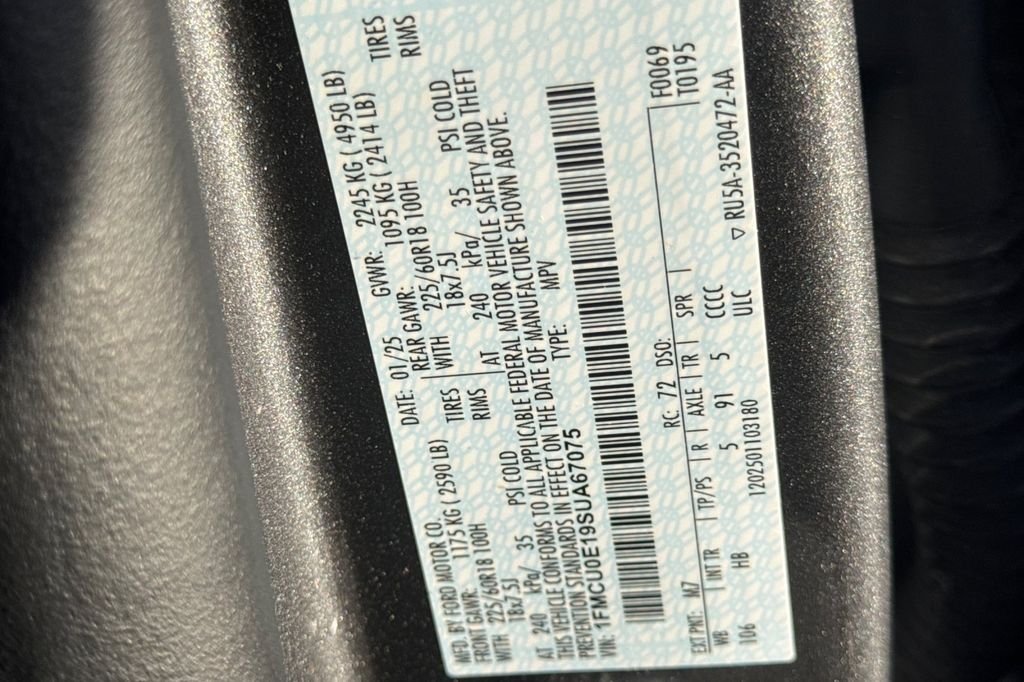 MFD. BY FORD MOTOR CO.
DATE: 01/25 GVWR: 2245 KG ( 4950 LB)
FRONT GAWR: 1175 KG ( 2590 LB) REAR GAWR: 1095 KG ( 2414 LB)
WITH 225/60R18 100H TIRES WITH 225/60R18 100H TIRES
18x7.5J RIMS 18x7.5J RIMS
AT 240 kPa/ 35 PSI COLD AT 240 kPa/ 35 PSI COLD
THIS VEHICLE CONFORMS TO ALL APPLICABLE FEDERAL MOTOR VEHICLE SAFETY AND THEFT
PREVENTION STANDARDS IN EFFECT ON THE DATE OF MANUFACTURE SHOWN ABOVE.
VIN: 1FMCU0E19SUA67075 TYPE: MPV
F0069
EXT PNT: M7 RC: 72 DSO: T0195
WB INT TR TP/PS R AXLE TR SPR
106 HB 5 91 5 CCCC
ULC
1202501103180 ▽ RU5A-3520472-AA